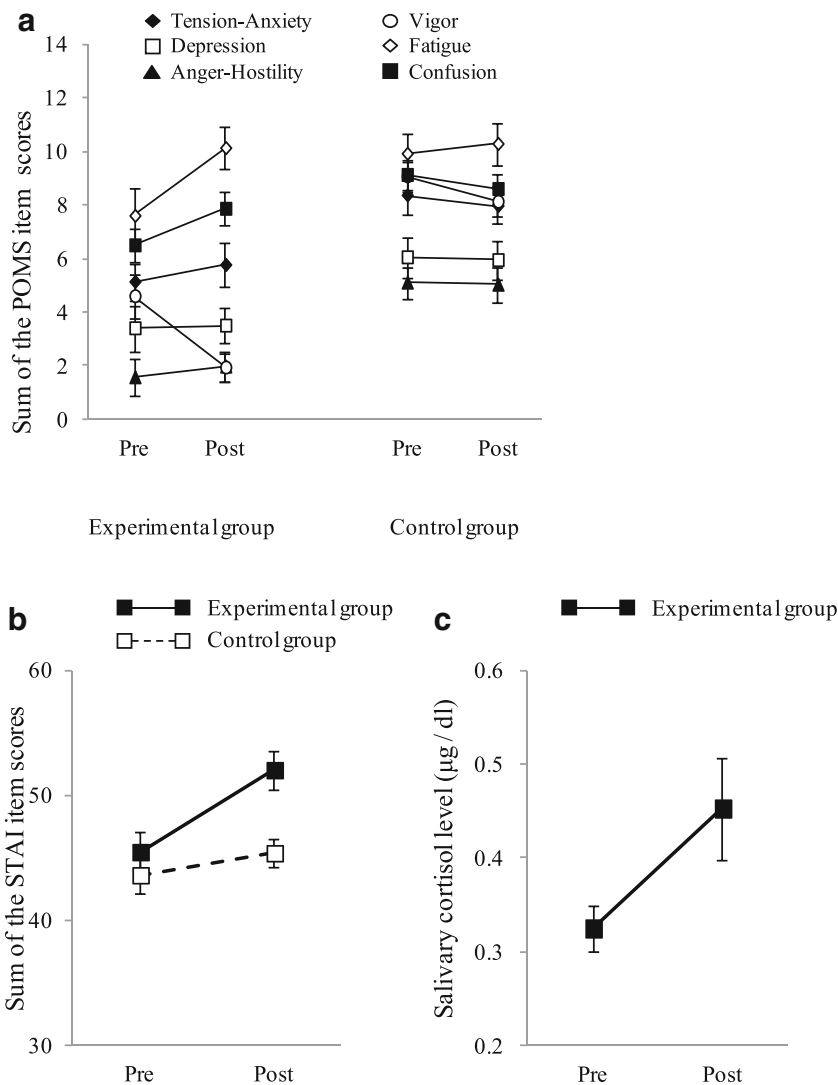 a
Tension-Anxiety
Vigor
Depression
Fatigue
Anger-Hostility
Confusion
Sum of the POMS item scores
14
12
10
8
6
4
2
0
Pre
Post
Pre
Post
Experimental group
Control group
b
Experimental group
Control group
Sum of the STAI item scores
60
50
40
30
Pre
Post
c
Experimental group
Salivary cortisol level (μg / dl)
0.6
0.5
0.4
0.3
0.2
Pre
Post